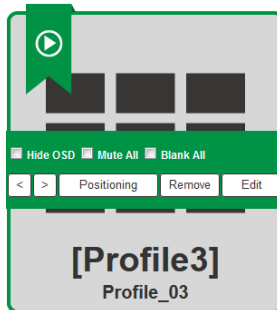 Hide OSD Mute All Blank All
< > Positioning Remove Edit
[Profile3]
Profile_03